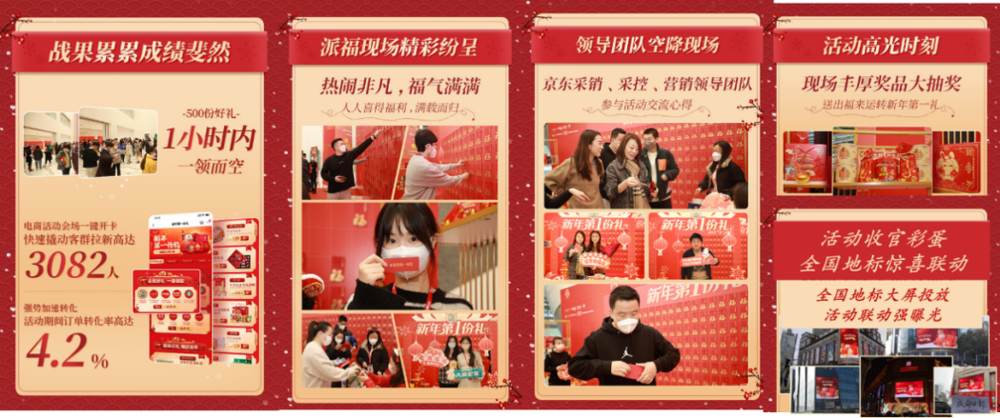 战果累累成绩斐然
-500份好礼-
1小时内
一领而空
电商活动会场一键开卡
快速撬动客群拉新高达
3082人
强势加速转化
活动期间订单转化率高达
4.2 %
派福现场精彩纷呈
热闹非凡，福气满满
人人喜得福利，满载而归
新年第1份礼
领导团队空降现场
京东采销、采控、营销领导团队
参与活动交流心得
新年第1份礼
新年第1份礼
新年第1份礼
活动高光时刻
现场丰厚奖品大抽奖
送出福来运转新年第一礼
活动收官彩蛋
全国地标惊喜联动
全国地标大屏投放
活动联动强曝光